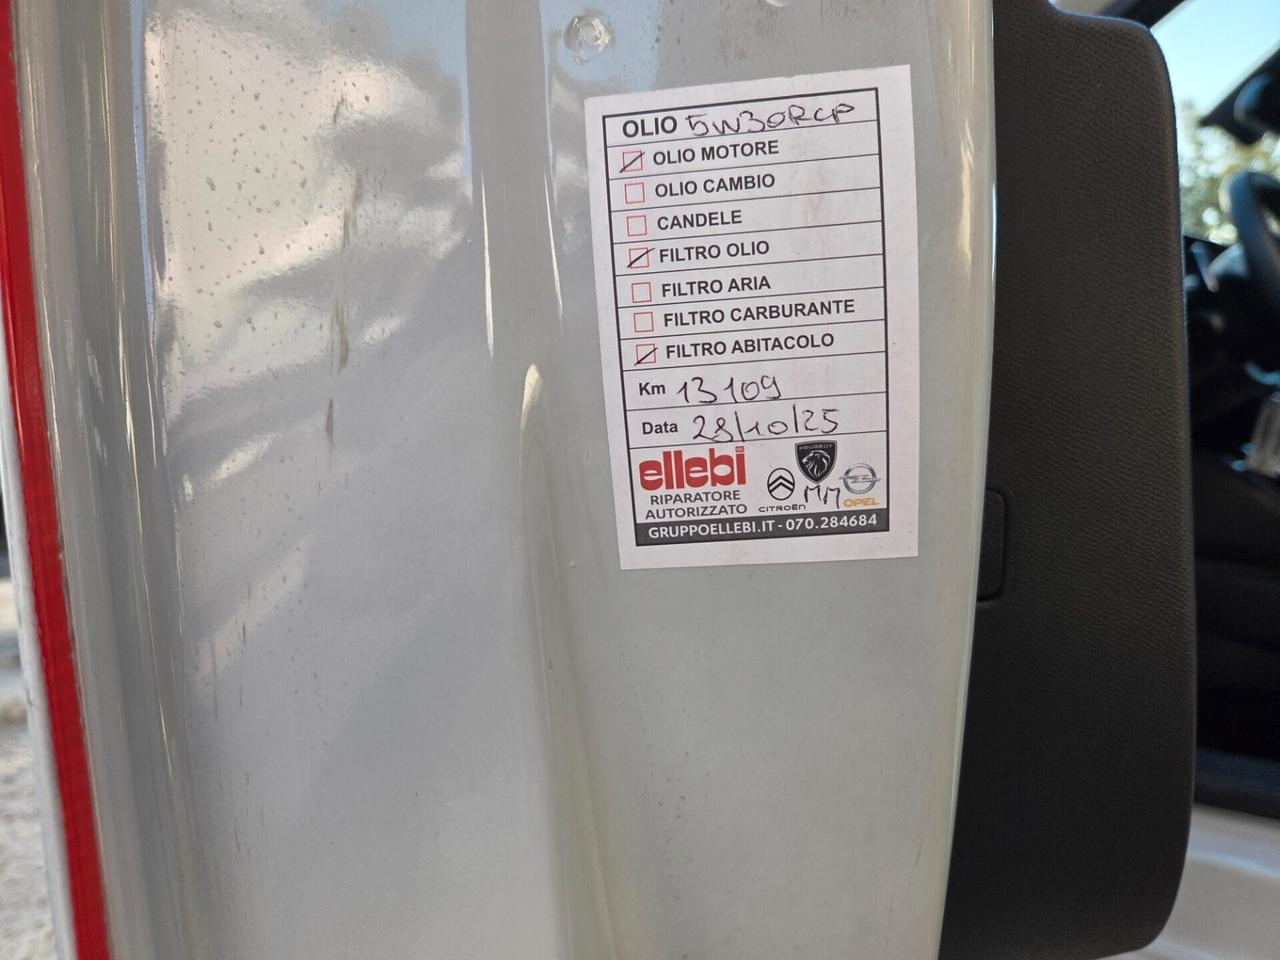 OLIO 5W30RCP
OLIO MOTORE
OLIO CAMBIO
CANDELE
FILTRO OLIO
FILTRO ARIA
FILTRO CARBURANTE
FILTRO ABITACOLO
Km 13109
Data 28/10/25
ellebi
RIPARATORE
AUTORIZZATO
PEUGEOT
CITROËN
MM
OPEL
GRUPPOELLEBI.IT - 070.284684